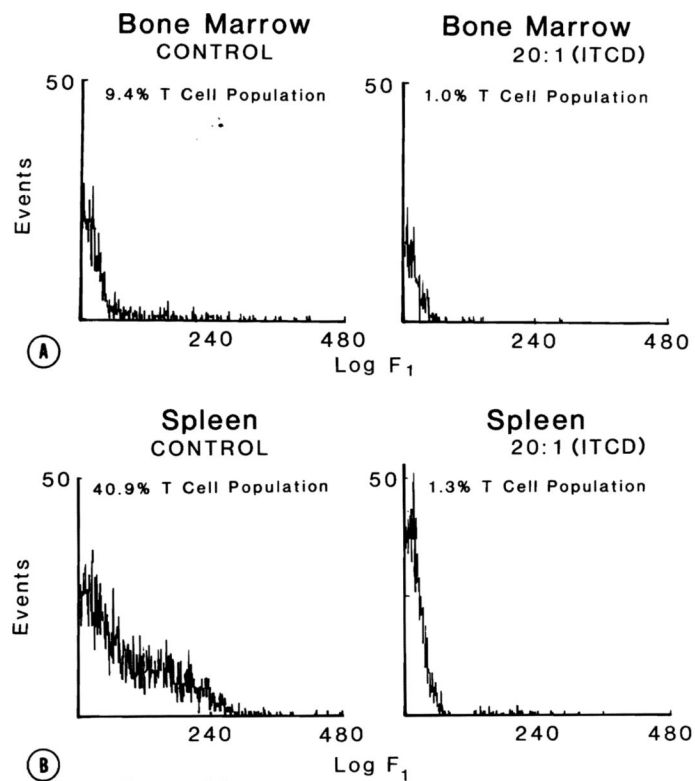 Bone Marrow
CONTROL
50
9.4% T Cell Population
Events
240
480
Bone Marrow
20:1 (ITCD)
50
1.0% T Cell Population
240
480
A
Log F1
Spleen
CONTROL
50
40.9% T Cell Population
Events
240
480
Spleen
20:1 (ITCD)
50
1.3% T Cell Population
240
480
B
Log F1